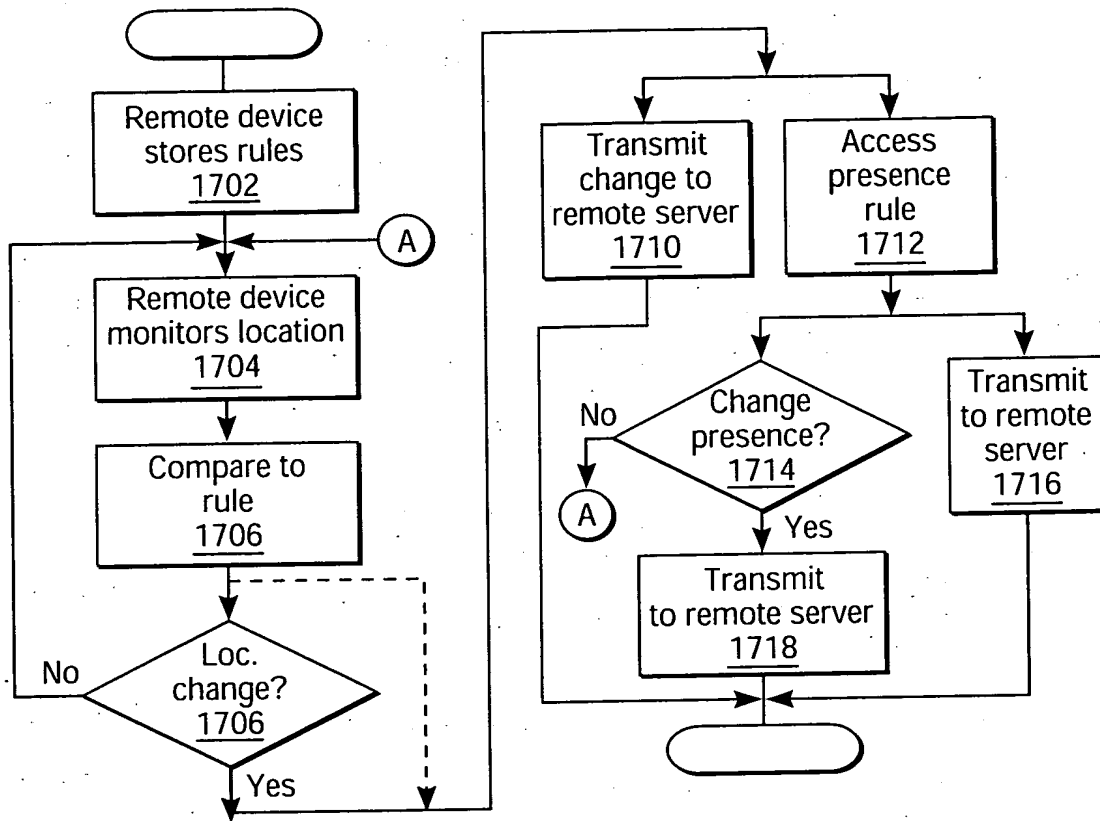 Remote device
stores rules
1702
A
Remote device
monitors location
1704
Compare to
rule
1706
Loc.
change?
1706
No
Yes
Transmit
change to
remote server
1710
Access
presence
rule
1712
Change
presence?
1714
No
A
Yes
Transmit
to remote
server
1716
Transmit
to remote server
1718